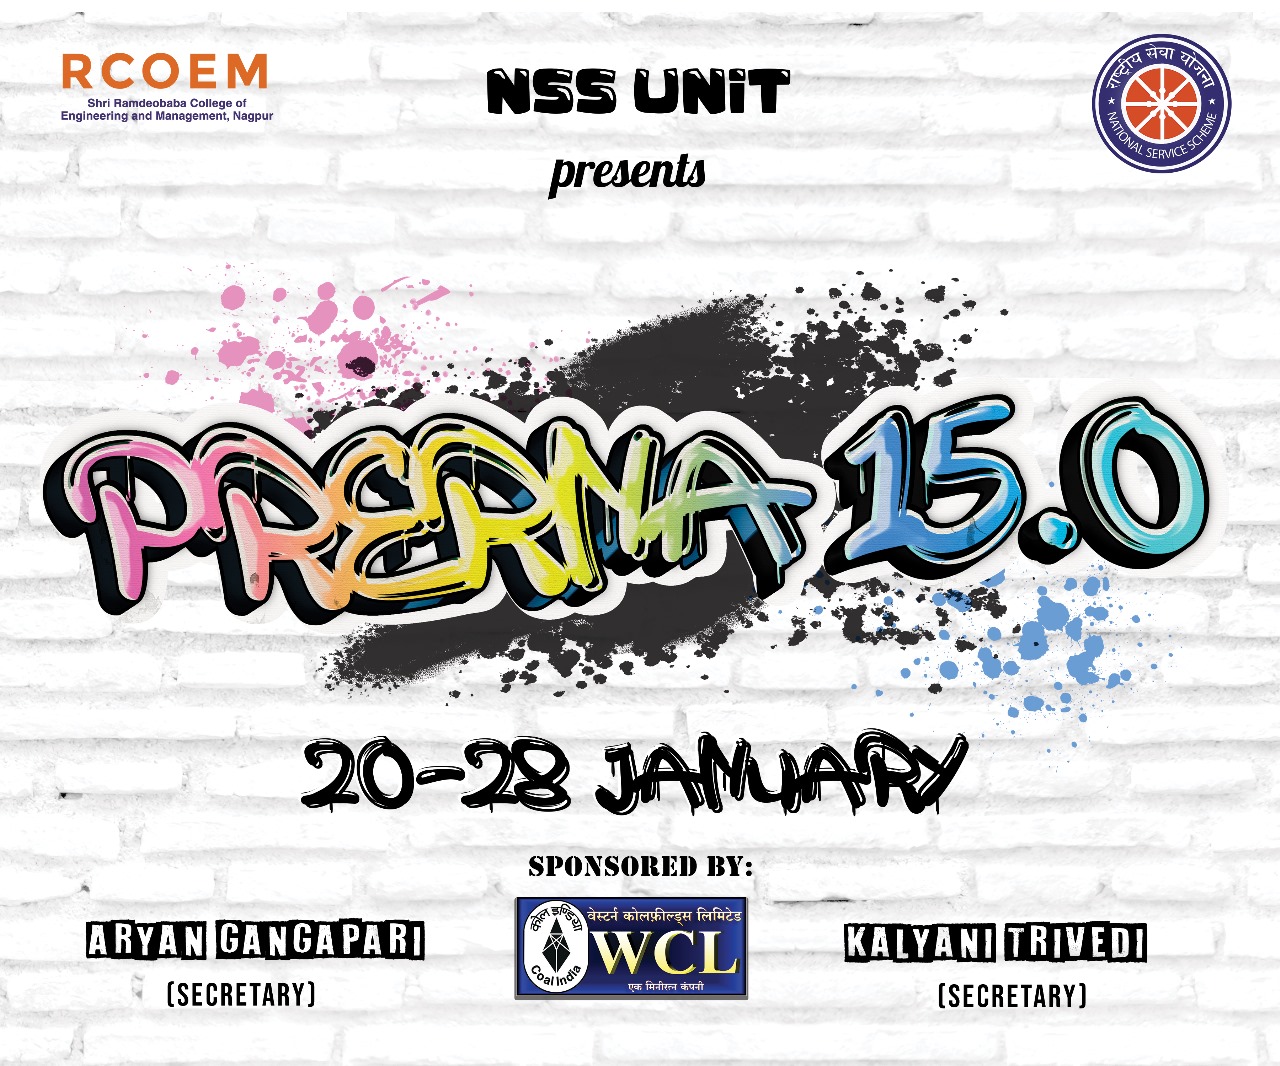 RCOEM
Shri Ramdeobaba College of
Engineering and Management, Nagpur
NSS UNiT
presents
राष्ट्रीय सेवा योजना
NATIONAL SERVICE SCHEME
PRERNA 15.0
20-28 JANUARY
SPONSORED BY:
ARYAN GANGAPARI
(SECRETARY)
कोल इण्डिया
Coal India
वेस्टर्न कोलफ़ील्ड्स लिमिटेड
WCL
एक मिनीरत्न कंपनी
KALYANI TRIVEDI
(SECRETARY)